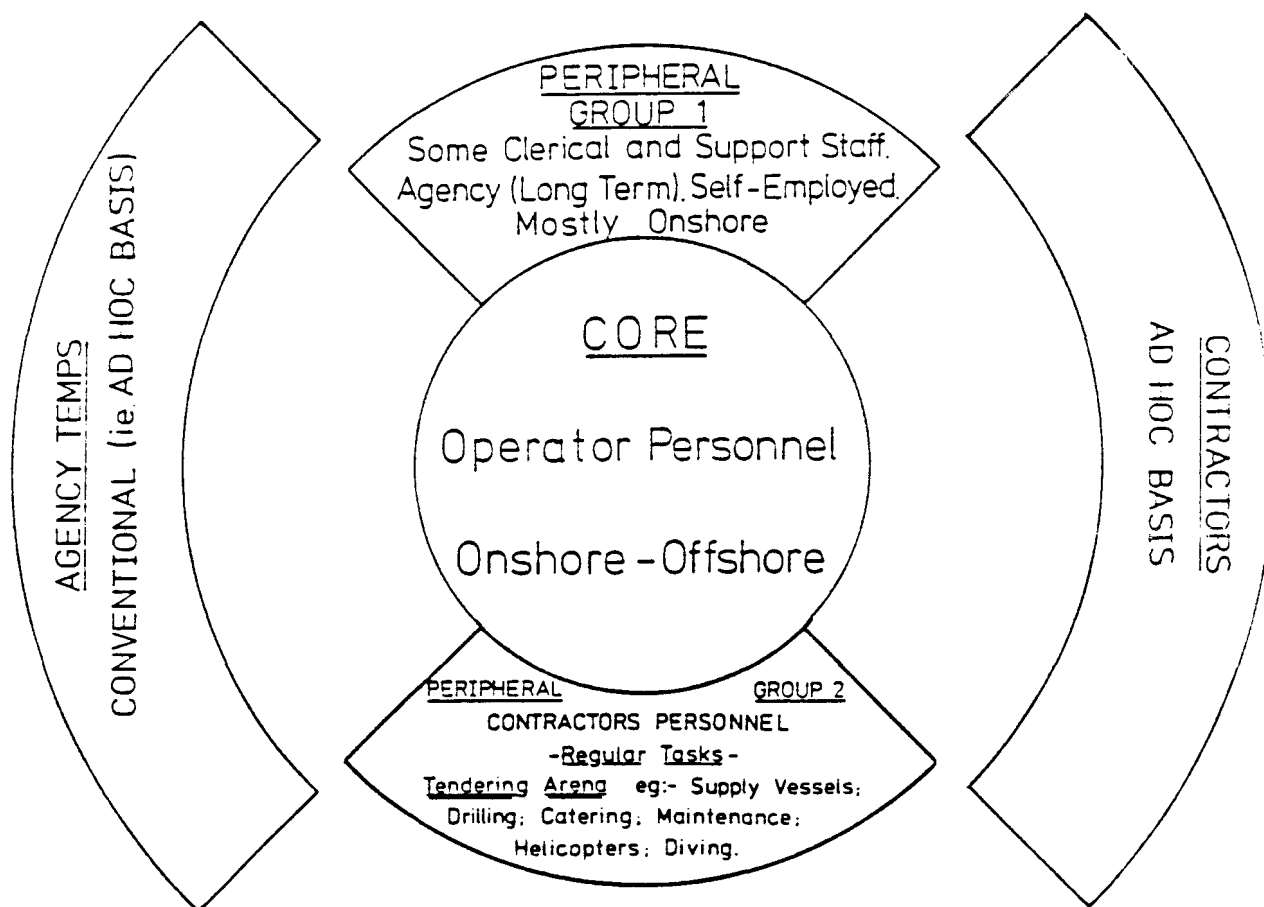 PERIPHERAL
GROUP 1
Some Clerical and Support Staff.
Agency (Long Term). Self-Employed.
Mostly Onshore
AGENCY TEMPS
CONVENTIONAL (ie. AD HOC BASIS)
CORE
Operator Personnel
Onshore - Offshore
CONTRACTORS
AD HOC BASIS
PERIPHERAL GROUP 2
CONTRACTORS PERSONNEL
-Regular Tasks-
Tendering Arena eg:- Supply Vessels;
Drilling; Catering; Maintenance;
Helicopters; Diving.